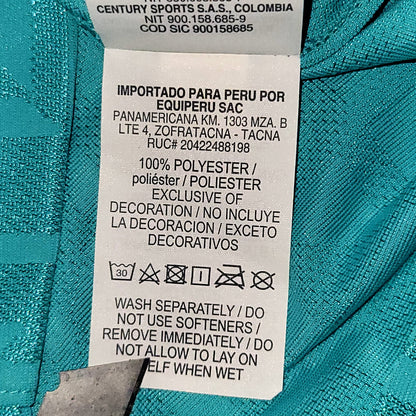 CENTURY SPORTS S.A.S., COLOMBIA
NIT 900.158.685-9
COD SIC 900158685
IMPORTADO PARA PERU POR
EQUIPERU SAC
PANAMERICANA KM. 1303 MZA. B
LTE 4, ZOFRATACNA - TACNA
RUC# 20422488198
100% POLYESTER /
poliéster / POLIESTER
EXCLUSIVE OF
DECORATION / NO INCLUYE
LA DECORACION / EXCETO
DECORATIVOS
30
WASH SEPARATELY / DO
NOT USE SOFTENERS /
REMOVE IMMEDIATELY / DO
NOT ALLOW TO LAY ON
ELF WHEN WET